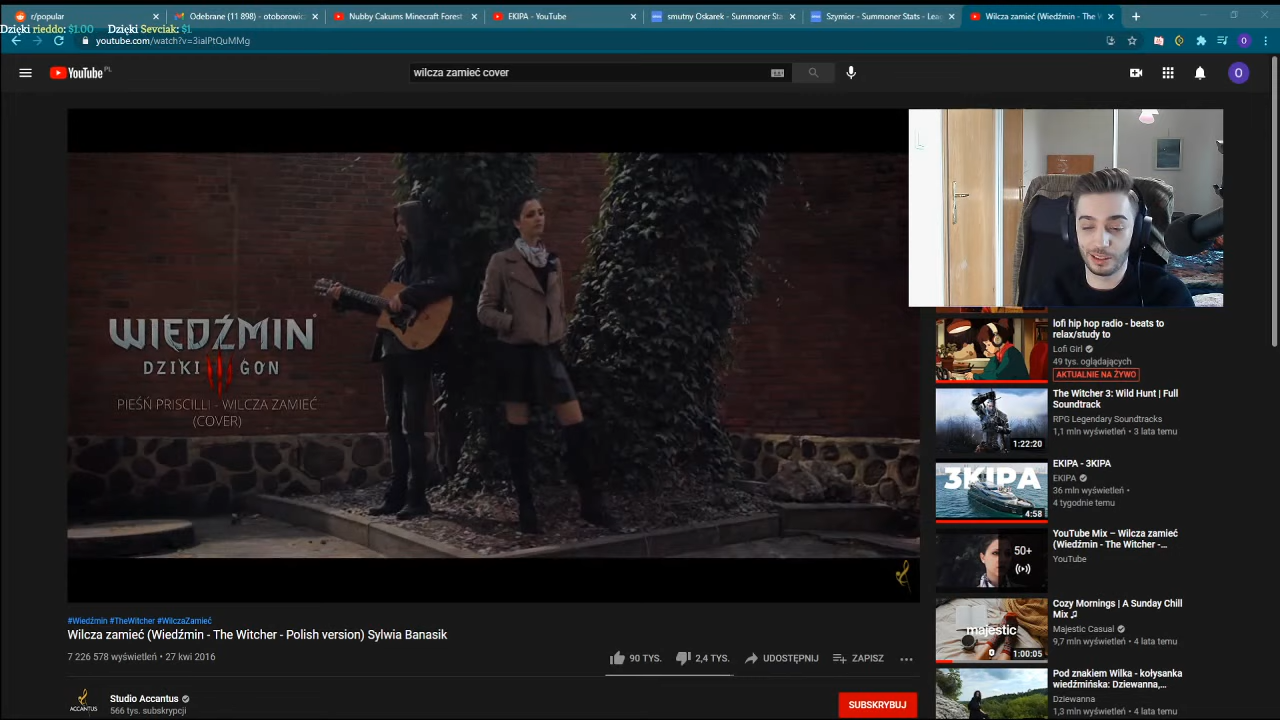 r/popular
Odebrane (11 898) - otoborowicz
Nubby Cakums Minecraft Forest
EKIPA - YouTube
smutny Oskarek - Summoner Sta
Szymior - Summoner Stats - Lea
Wilcza zamieć (Wiedźmin - The W
Dzięki rieddo: $1.00 Dzięki Sevciak: $1
youtube.com/watch?v=3iaIPtQuMMg
YouTube PL
wilcza zamieć cover
O
WIEDŹMIN
DZIKI GON
PIEŚŃ PRISCILLI - WILCZA ZAMIEĆ
(COVER)
#Wiedźmin #TheWitcher #WilczaZamieć
Wilcza zamieć (Wiedźmin - The Witcher - Polish version) Sylwia Banasik
7 226 578 wyświetleń • 27 kwi 2016
90 TYS. 2,4 TYS. UDOSTĘPNIJ ZAPISZ
ACCANTUS
Studio Accantus
566 tys. subskrypcji
SUBSKRYBUJ
lofi hip hop radio - beats to
relax/study to
Lofi Girl
49 tys. oglądających
AKTUALNIE NA ŻYWO
1:22:20
The Witcher 3: Wild Hunt | Full
Soundtrack
RPG Legendary Soundtracks
1,1 mln wyświetleń • 3 lata temu
3KIPA
4:58
EKIPA - 3KIPA
EKIPA
36 mln wyświetleń •
4 tygodnie temu
50+
YouTube Mix – Wilcza zamieć
(Wiedźmin - The Witcher -...
YouTube
majestic
1:00:05
Cozy Mornings | A Sunday Chill
Mix ♫
Majestic Casual
9,7 mln wyświetleń • 4 lata temu
Pod znakiem Wilka - kołysanka
wiedźmińska: Dziewanna,...
Dziewanna
1,3 mln wyświetleń • 4 lata temu